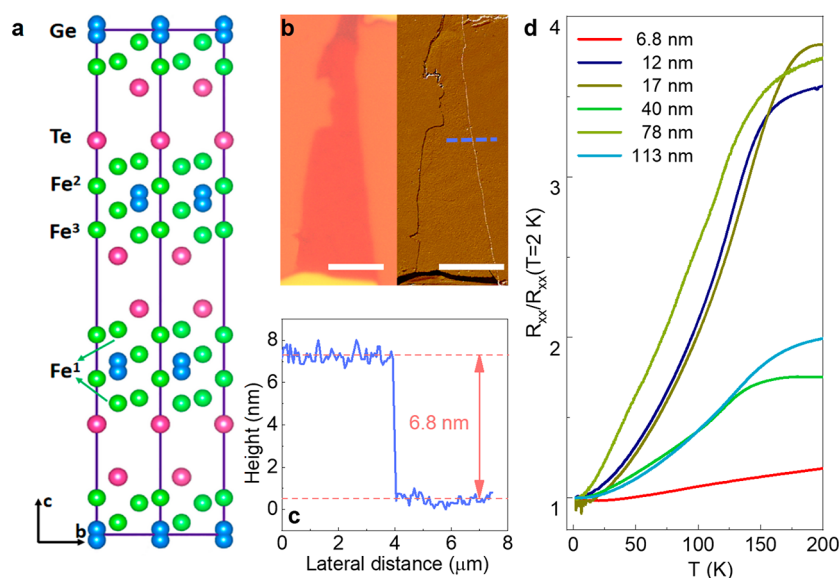 a
Ge
Te
Fe²
Fe³
Fe¹
c
b
b
c
8
7
6
4
2
0
Height (nm)
6.8 nm
0 2 4 6 8
Lateral distance (μm)
d
6.8 nm
12 nm
17 nm
40 nm
78 nm
113 nm
4
3
2
1
Rxx/Rxx(T=2 K)
0 50 100 150 200
T (K)